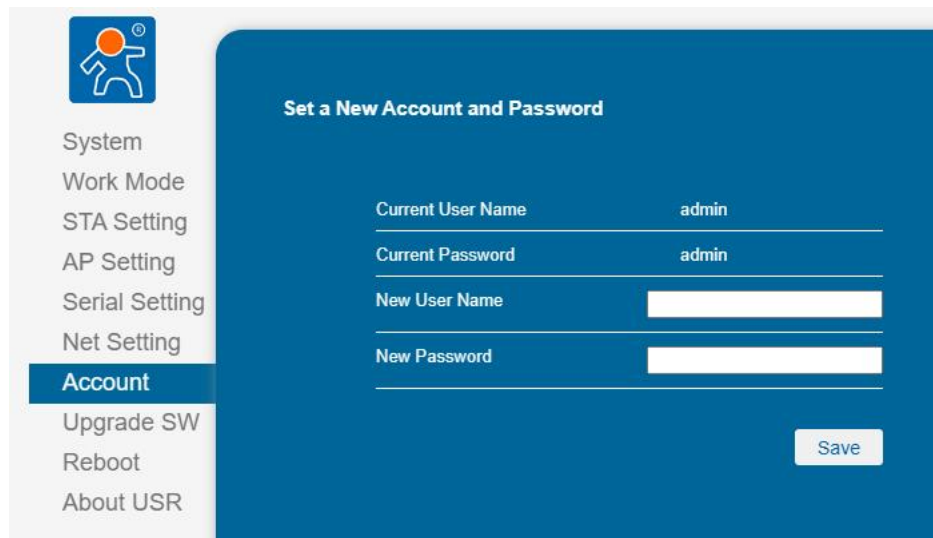 ®
System
Work Mode
STA Setting
AP Setting
Serial Setting
Net Setting
Account
Upgrade SW
Reboot
About USR
Set a New Account and Password
Current User Name admin
Current Password admin
New User Name
New Password
Save